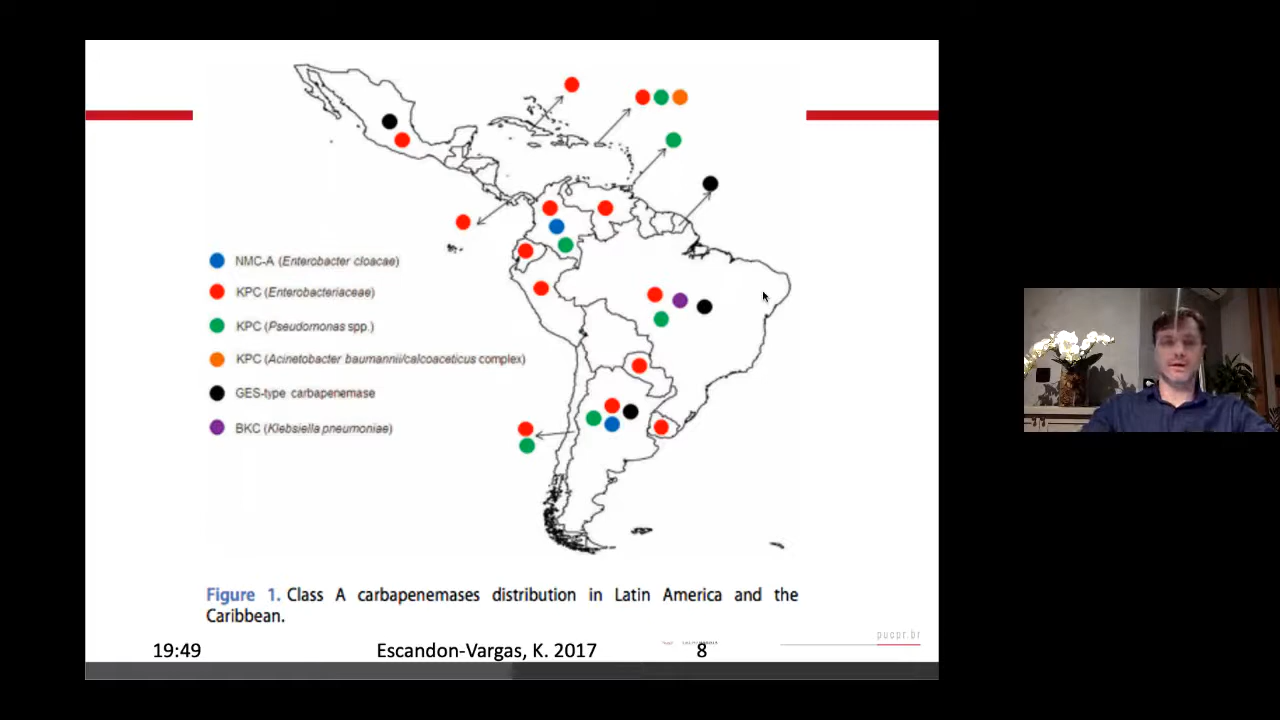 NMC-A (Enterobacter cloacae)
KPC (Enterobacteriaceae)
KPC (Pseudomonas spp.)
KPC (Acinetobacter baumannii/calcoaceticus complex)
GES-type carbapenemase
BKC (Klebsiella pneumoniae)
Figure 1. Class A carbapenemases distribution in Latin America and the
Caribbean.
pucpr.br
19:49 Escandon-Vargas, K. 2017 8